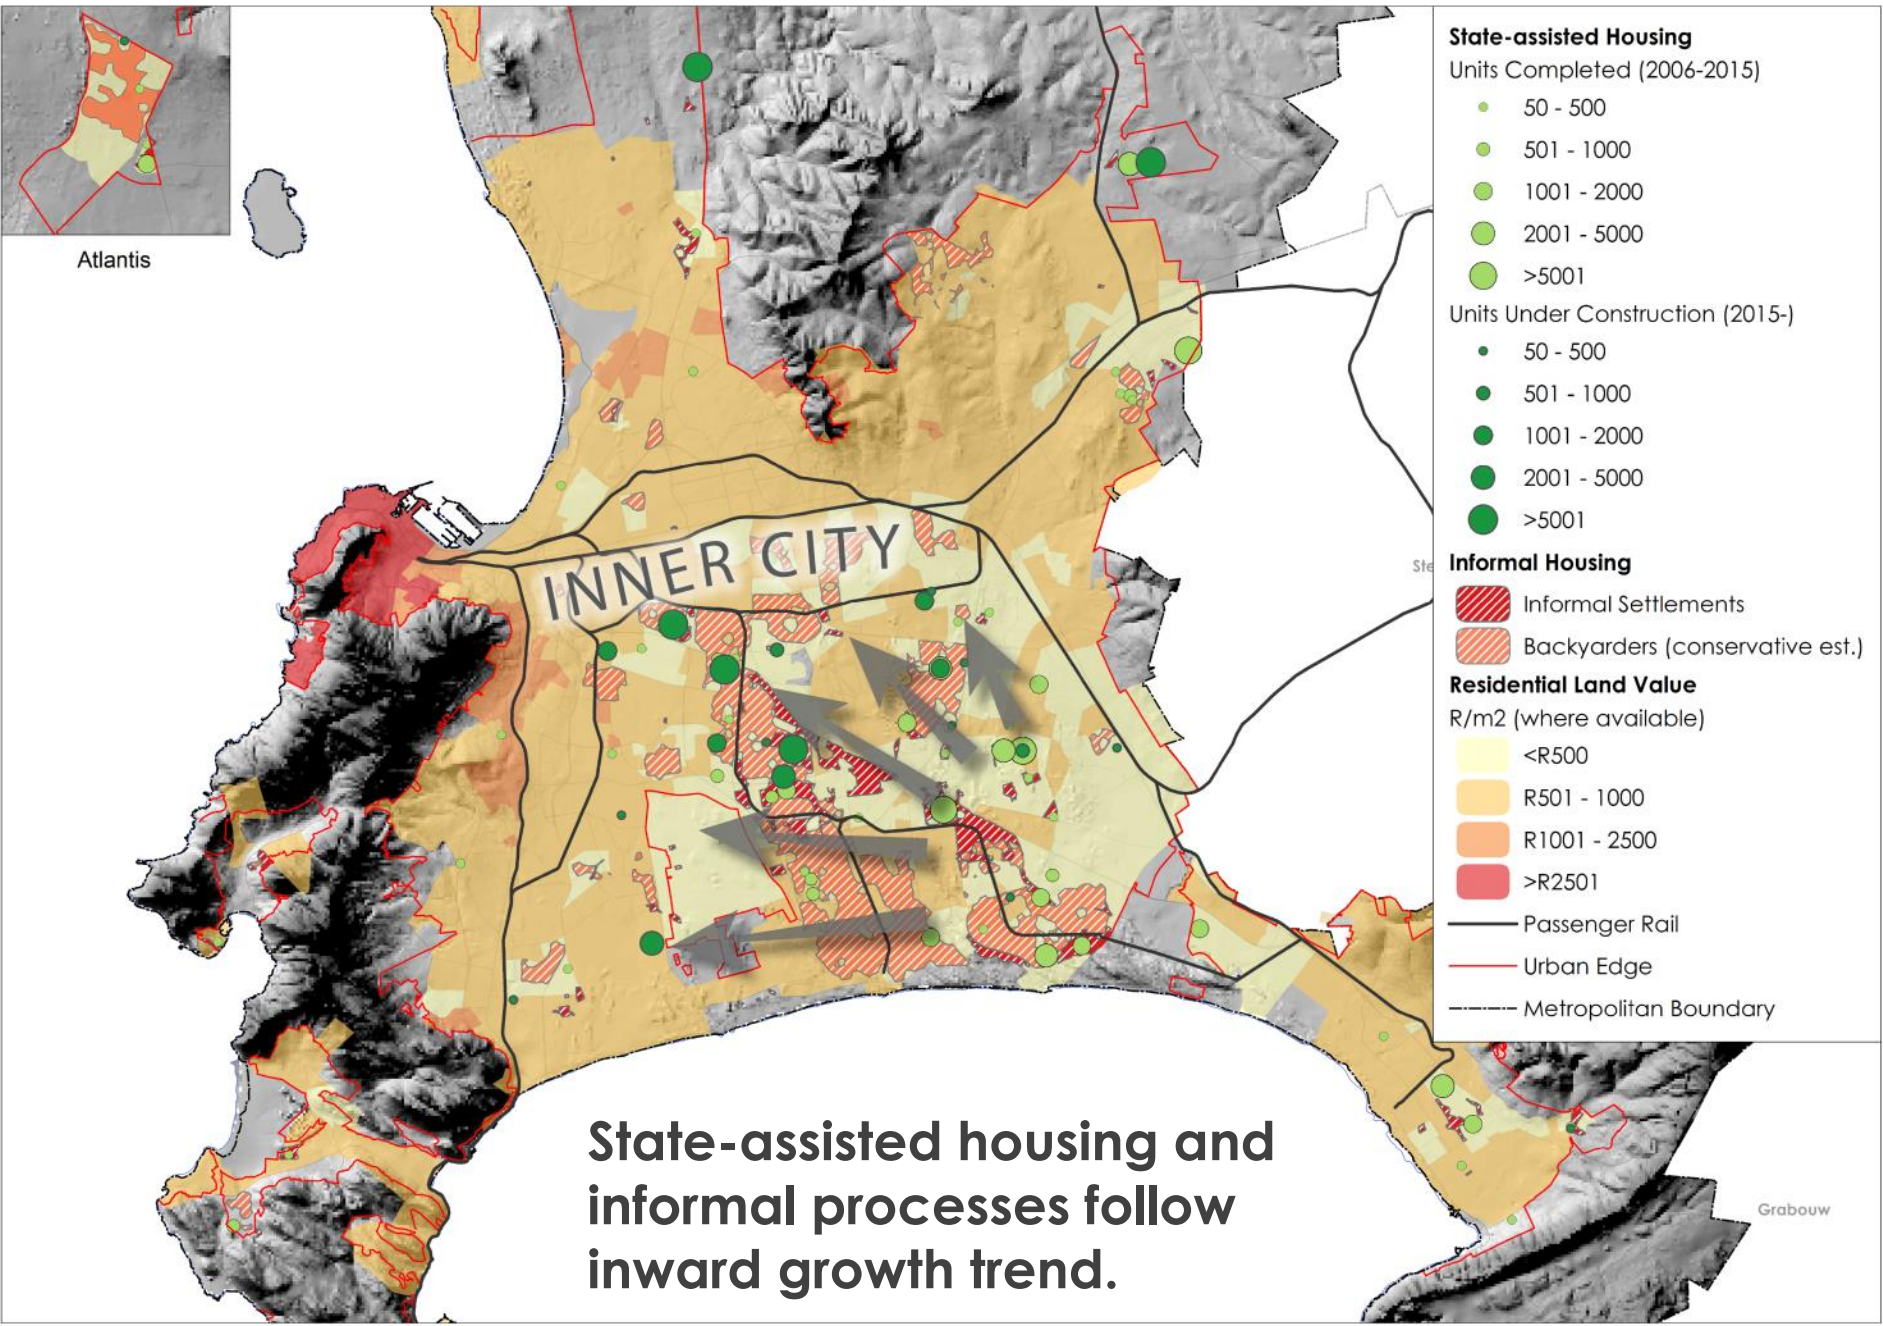 Atlantis
INNER CITY
State-assisted housing and
informal processes follow
inward growth trend.
State-assisted Housing
Units Completed (2006-2015)
50 - 500
501 - 1000
1001 - 2000
2001 - 5000
>5001
Units Under Construction (2015-)
50 - 500
501 - 1000
1001 - 2000
2001 - 5000
>5001
Informal Housing
Informal Settlements
Backyarders (conservative est.)
Residential Land Value
R/m2 (where available)
<R500
R501 - 1000
R1001 - 2500
>R2501
Passenger Rail
Urban Edge
Metropolitan Boundary
Ste
Grabouw